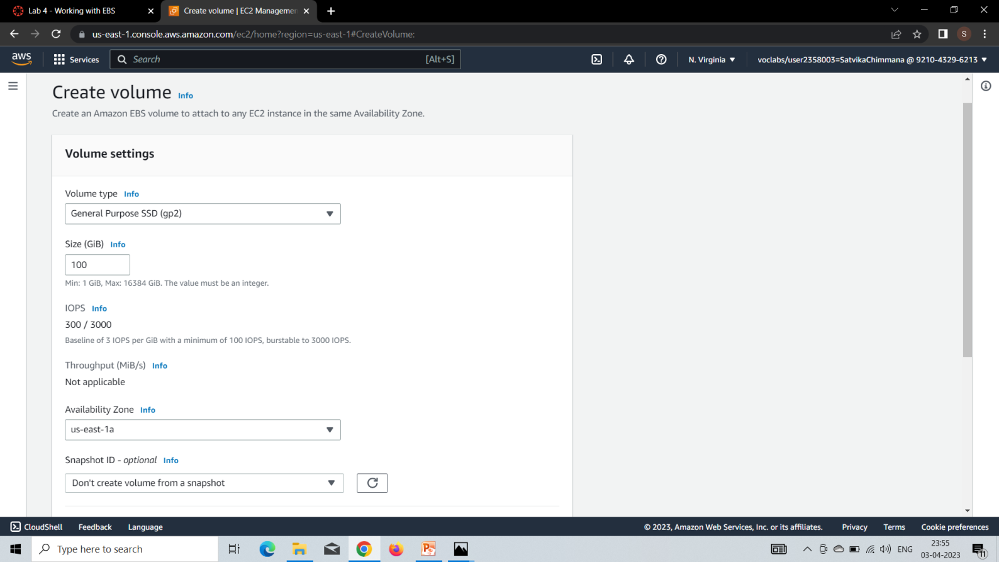 Lab 4 - Working with EBS
Create volume | EC2 Managemen
us-east-1.console.aws.amazon.com/ec2/home?region=us-east-1#CreateVolume:
S
aws
Services
Search
[Alt+S]
N. Virginia
voclabs/user2358003=SatvikaChimmana @ 9210-4329-6213
Create volume Info
Create an Amazon EBS volume to attach to any EC2 instance in the same Availability Zone.
Volume settings
Volume type Info
General Purpose SSD (gp2)
Size (GiB) Info
100
Min: 1 GiB, Max: 16384 GiB. The value must be an integer.
IOPS Info
300 / 3000
Baseline of 3 IOPS per GiB with a minimum of 100 IOPS, burstable to 3000 IOPS.
Throughput (MiB/s) Info
Not applicable
Availability Zone Info
us-east-1a
Snapshot ID - optional Info
Don't create volume from a snapshot
CloudShell Feedback Language
© 2023, Amazon Web Services, Inc. or its affiliates. Privacy Terms Cookie preferences
Type here to search
ENG
23:55
03-04-2023
11